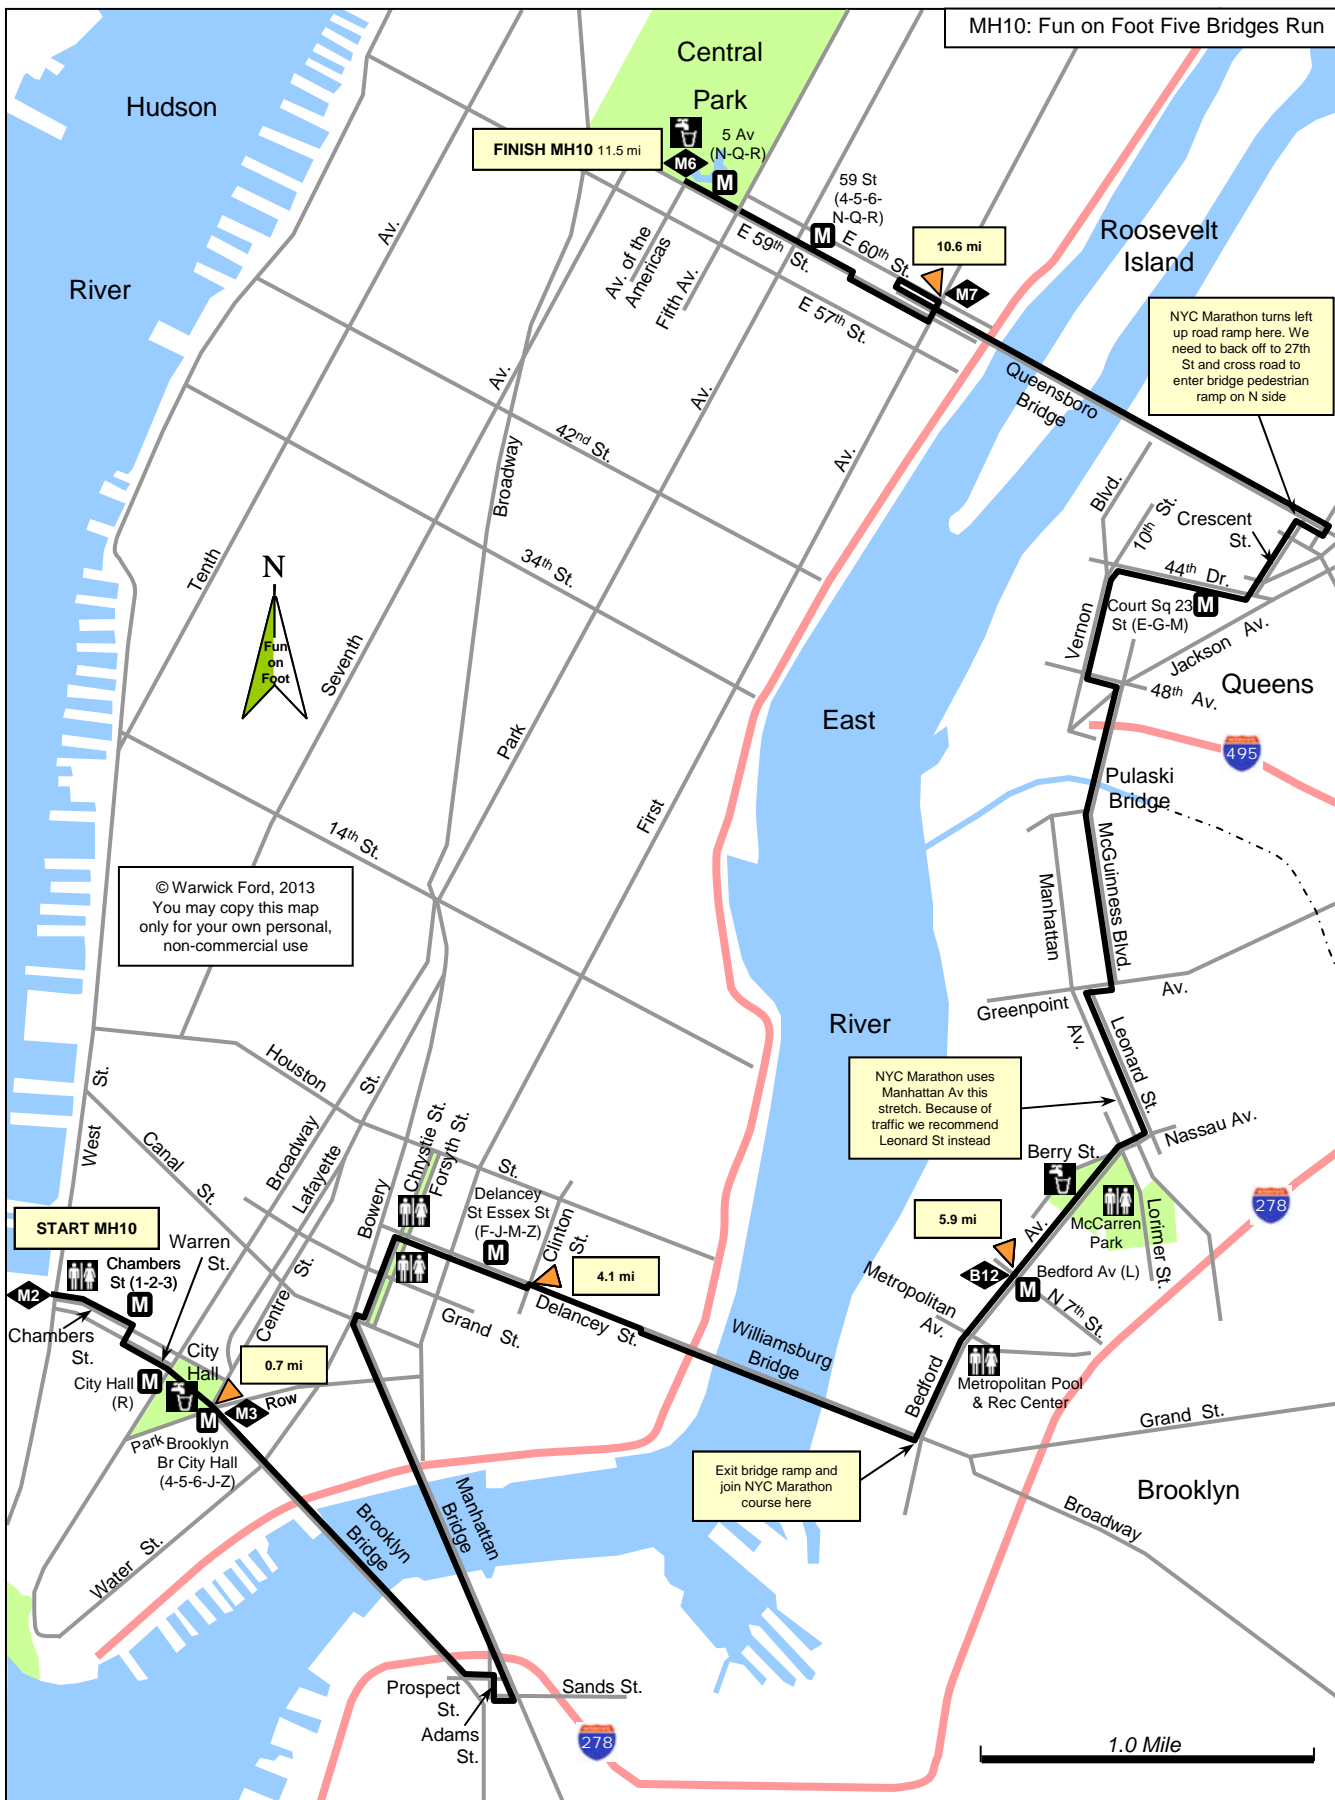 MH10: Fun on Foot Five Bridges Run
Central
Park
Hudson
River
FINISH MH10 11.5 mi
M6
5 Av
(N-Q-R)
M
59 St
(4-5-6-
N-Q-R)
M
E 60th St.
10.6 mi
M7
Roosevelt
Island
E 59th St.
E 57th St.
Av. of the
Americas
Fifth Av.
NYC Marathon turns left
up road ramp here. We
need to back off to 27th
St and cross road to
enter bridge pedestrian
ramp on N side
Queensboro
Bridge
Av.
Av.
Av.
Av.
Broadway
42nd St.
34th St.
Tenth
Seventh
Park
First
14th St.
N
Fun
on
Foot
Blvd.
10th St.
Crescent
St.
44th Dr.
Court Sq 23
St (E-G-M)
M
Vernon
Jackson Av.
48th Av.
Queens
495
East
River
Pulaski
Bridge
McGuinness Blvd.
Manhattan
Av.
Greenpoint
Av.
Leonard St.
© Warwick Ford, 2013
You may copy this map
only for your own personal,
non-commercial use
NYC Marathon uses
Manhattan Av this
stretch. Because of
traffic we recommend
Leonard St instead
Nassau Av.
Berry St.
McCarren
Park
Lorimer St.
278
5.9 mi
B12
Av.
M
Bedford Av (L)
N 7th St.
Metropolitan
Av.
Bedford
Metropolitan Pool
& Rec Center
Grand St.
Brooklyn
Broadway
Exit bridge ramp and
join NYC Marathon
course here
Williamsburg
Bridge
Houston
St.
West
St.
Canal
St.
Broadway
Lafayette
St.
Bowery
Chrystie St.
Forsyth St.
Delancey
St Essex St
(F-J-M-Z)
M
Clinton
St.
4.1 mi
Delancey St.
Grand St.
START MH10
M2
Chambers
St (1-2-3)
M
Warren
St.
Chambers
St.
Centre St.
City
Hall
0.7 mi
City Hall
(R)
M
M
M3
Park
Row
Brooklyn
Br City Hall
(4-5-6-J-Z)
Water St.
Brooklyn
Bridge
Manhattan
Bridge
Prospect
St.
Sands St.
Adams
St.
278
1.0 Mile